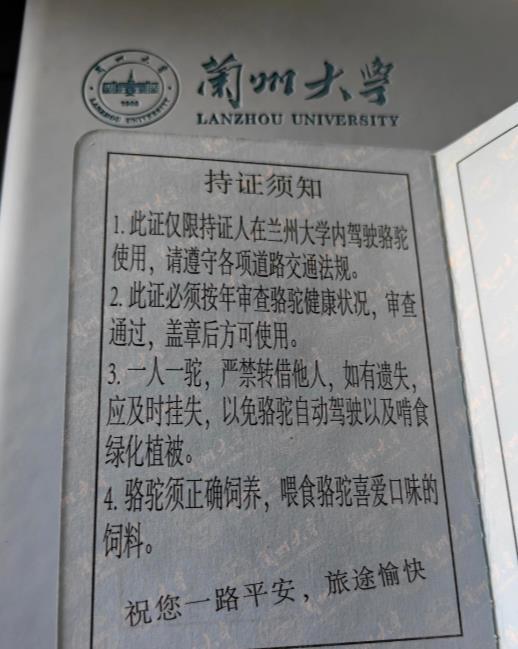 兰州大学
LANZHOU UNIVERSITY
持证须知
1. 此证仅限持证人在兰州大学内驾驶骆驼
使用，请遵守各项道路交通法规。
2. 此证必须按年审查骆驼健康状况，审查
通过，盖章后方可使用。
3. 一人一驼，严禁转借他人，如有遗失，
应及时挂失，以免骆驼自动驾驶以及啃食
绿化植被。
4. 骆驼须正确饲养，喂食骆驼喜爱口味的
饲料。
祝您一路平安，旅途愉快